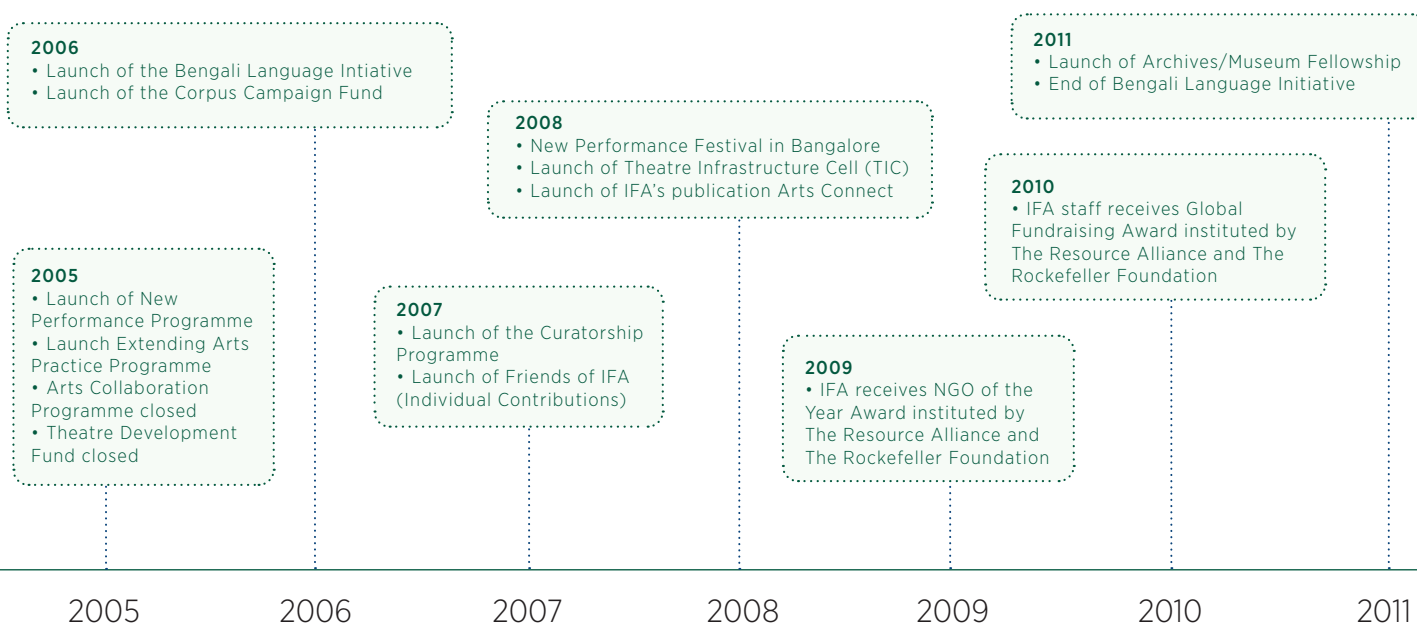 2006
• Launch of the Bengali Language Intiative
• Launch of the Corpus Campaign Fund
2011
• Launch of Archives/Museum Fellowship
• End of Bengali Language Initiative
2008
• New Performance Festival in Bangalore
• Launch of Theatre Infrastructure Cell (TIC)
• Launch of IFA's publication Arts Connect
2010
• IFA staff receives Global
Fundraising Award instituted by
The Resource Alliance and The
Rockefeller Foundation
2005
• Launch of New
Performance Programme
• Launch Extending Arts
Practice Programme
• Arts Collaboration
Programme closed
• Theatre Development
Fund closed
2007
• Launch of the Curatorship
Programme
• Launch of Friends of IFA
(Individual Contributions)
2009
• IFA receives NGO of the
Year Award instituted by
The Resource Alliance and
The Rockefeller Foundation
2005 2006 2007 2008 2009 2010 2011